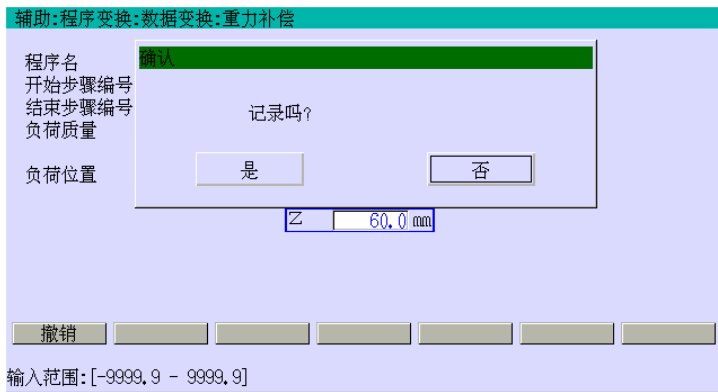 辅助:程序变换:数据变换:重力补偿
确认
程序名
开始步骤编号
结束步骤编号
记录吗?
负荷质量
负荷位置
是 否
Z 60.0 mm
撤销
输入范围:[-9999.9 - 9999.9]